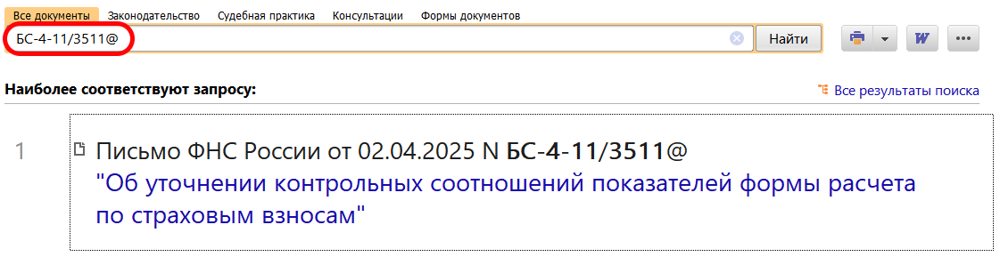 Все документы Законодательство Судебная практика Консультации Формы документов
БС-4-11/3511@ Найти W
Наиболее соответствуют запросу: Все результаты поиска
1 Письмо ФНС России от 02.04.2025 N БС-4-11/3511@
"Об уточнении контрольных соотношений показателей формы расчета
по страховым взносам"